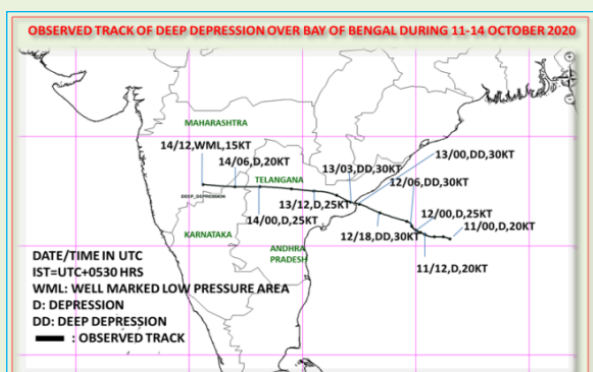 OBSERVED TRACK OF DEEP DEPRESSION OVER BAY OF BENGAL DURING 11-14 OCTOBER 2020
MAHARASHTRA
14/12,WML,15KT
14/06,D,20KT
13/00,DD,30KT
13/03,DD,30KT
12/06,DD,30KT
TELANGANA
DEEP_DEPRESSION
13/12,D,25KT
12/00,D,25KT
14/00,D,25KT
11/00,D,20KT
KARNATAKA
12/18,DD,30KT
ANDHRA
PRADESH
11/12,D,20KT
DATE/TIME IN UTC
IST=UTC+0530 HRS
WML: WELL MARKED LOW PRESSURE AREA
D: DEPRESSION
DD: DEEP DEPRESSION
: OBSERVED TRACK